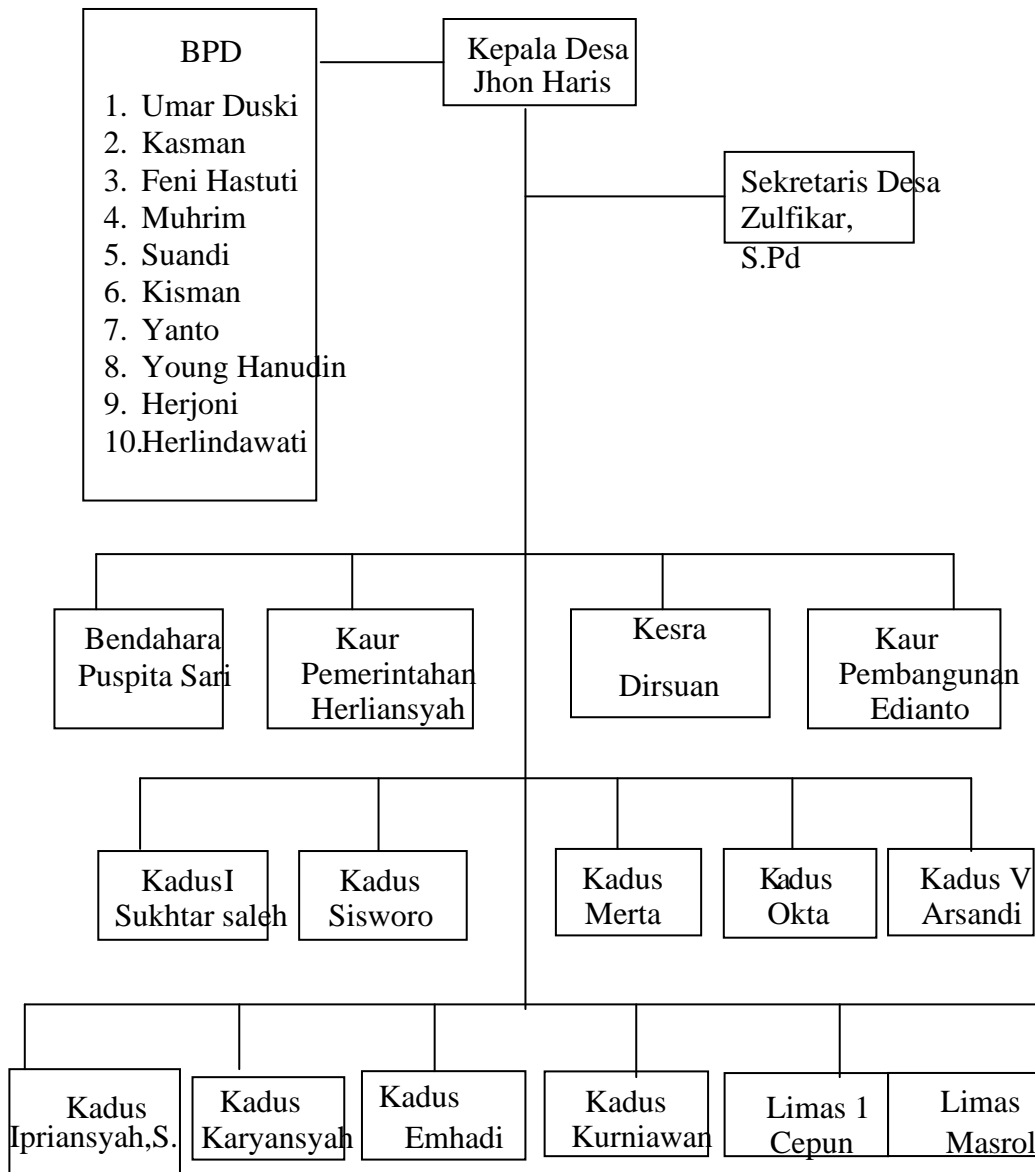 BPD
1. Umar Duski
2. Kasman
3. Feni Hastuti
4. Muhrim
5. Suandi
6. Kisman
7. Yanto
8. Young Hanudin
9. Herjoni
10.Herlindawati
Kepala Desa
Jhon Haris
Sekretaris Desa
Zulfikar,
S.Pd
Bendahara
Puspita Sari
Kaur
Pemerintahan
Herliansyah
Kesra
Dirsuan
Kaur
Pembangunan
Edianto
Kadus I
Sukhtar saleh
Kadus
Sisworo
Kadus
Merta
Kadus
Okta
Kadus V
Arsandi
Kadus
Ipriansyah,S.
Kadus
Karyansyah
Kadus
Emhadi
Kadus
Kurniawan
Limas 1
Cepun
Limas
Masrol